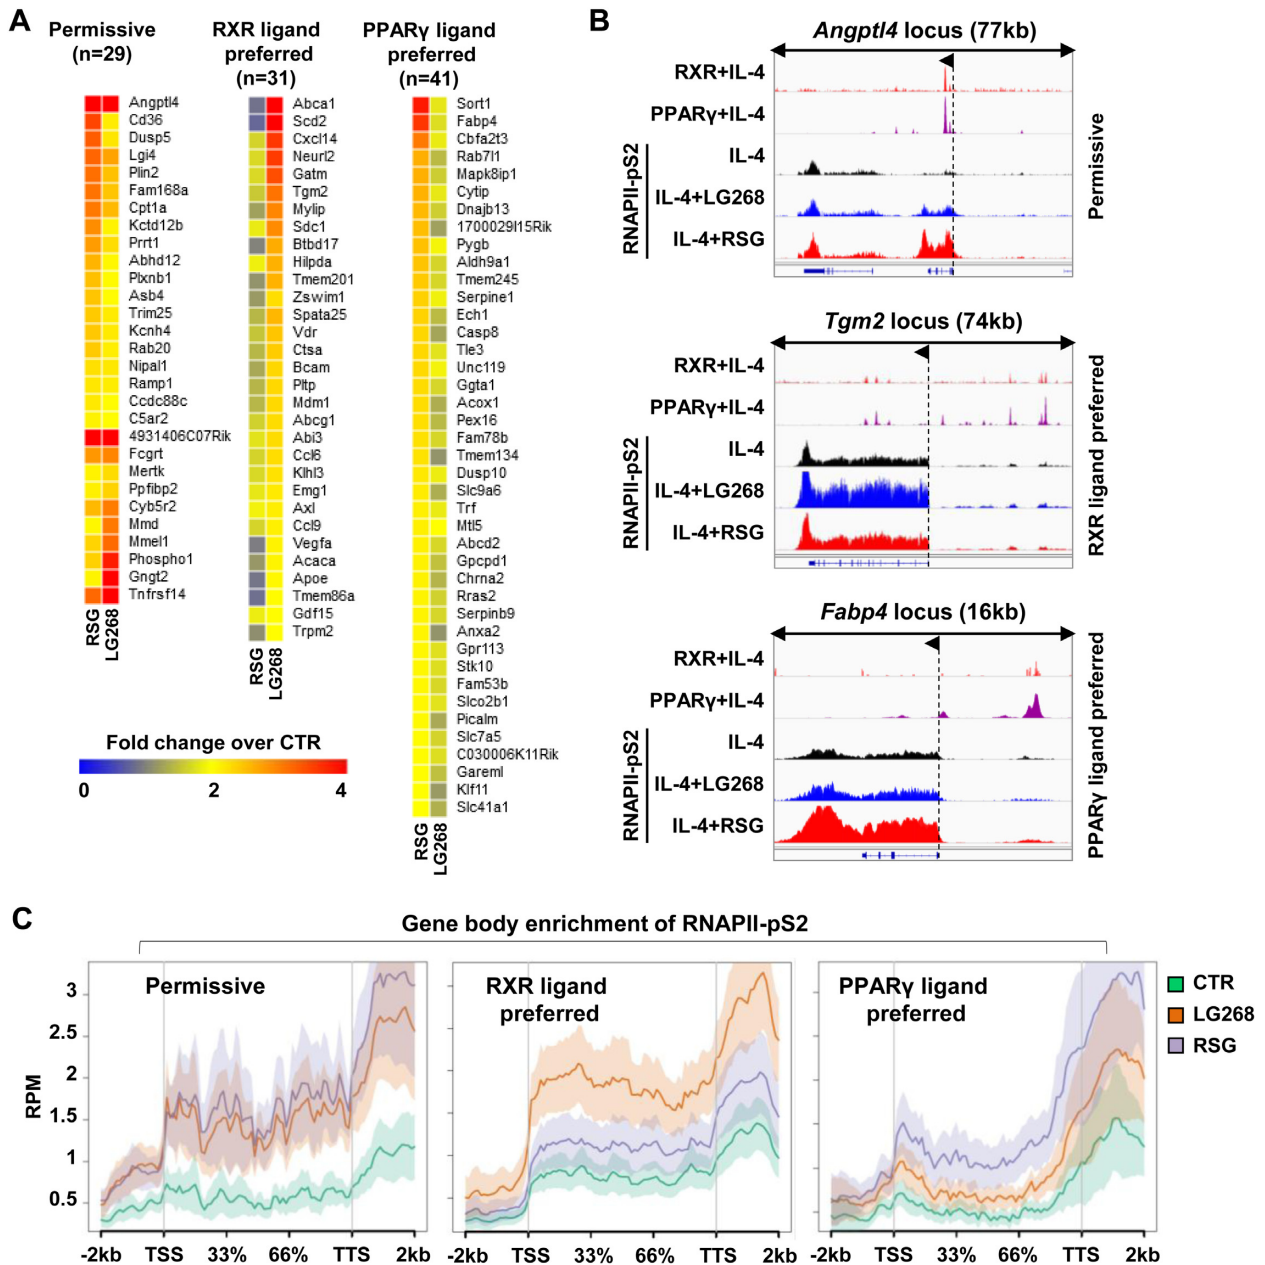 A
Permissive
(n=29)
RXR ligand
preferred
(n=31)
PPARγ ligand
preferred
(n=41)
Angptl4
Cd36
Dusp5
Lgi4
Plin2
Fam168a
Cpt1a
Kctd12b
Prrt1
Abhd12
Plxnb1
Asb4
Trim25
Kcnh4
Rab20
Nipal1
Ramp1
Ccdc88c
C5ar2
4931406C07Rik
Fcgrt
Mertk
Ppfibp2
Cyb5r2
Mmd
Mmel1
Phospho1
Gngt2
Tnfrsf14
RSG
LG268
Abca1
Scd2
Cxcl14
Neurl2
Gatm
Tgm2
Mylip
Sdc1
Btbd17
Hilpda
Tmem201
Zswim1
Spata25
Vdr
Ctsa
Bcam
Pltp
Mdm1
Abcg1
Abi3
Ccl6
Klhl3
Emg1
Axl
Ccl9
Vegfa
Acaca
Apoe
Tmem86a
Gdf15
Trpm2
RSG
LG268
Sort1
Fabp4
Cbfa2t3
Rab7l1
Mapk8ip1
Cytip
Dnajb13
1700029I15Rik
Pygb
Aldh9a1
Tmem245
Serpine1
Ech1
Casp8
Tle3
Unc119
Ggta1
Acox1
Pex16
Fam78b
Tmem134
Dusp10
Slc9a6
Trf
Mtl5
Abcd2
Gpcpd1
Chrna2
Rras2
Serpinb9
Anxa2
Gpr113
Stk10
Fam53b
Slco2b1
Picalm
Slc7a5
C030006K11Rik
Gareml
Klf11
Slc41a1
RSG
LG268
Fold change over CTR
0 2 4
B
Angptl4 locus (77kb)
RXR+IL-4
PPARγ+IL-4
IL-4
IL-4+LG268
IL-4+RSG
RNAPII-pS2
Permissive
Tgm2 locus (74kb)
RXR+IL-4
PPARγ+IL-4
IL-4
IL-4+LG268
IL-4+RSG
RNAPII-pS2
RXR ligand preferred
Fabp4 locus (16kb)
RXR+IL-4
PPARγ+IL-4
IL-4
IL-4+LG268
IL-4+RSG
RNAPII-pS2
PPARγ ligand preferred
C
Gene body enrichment of RNAPII-pS2
Permissive
RXR ligand
preferred
PPARγ ligand
preferred
CTR
LG268
RSG
RPM
3
2.5
2
1.5
1
0.5
-2kb TSS 33% 66% TTS 2kb
-2kb TSS 33% 66% TTS 2kb
-2kb TSS 33% 66% TTS 2kb